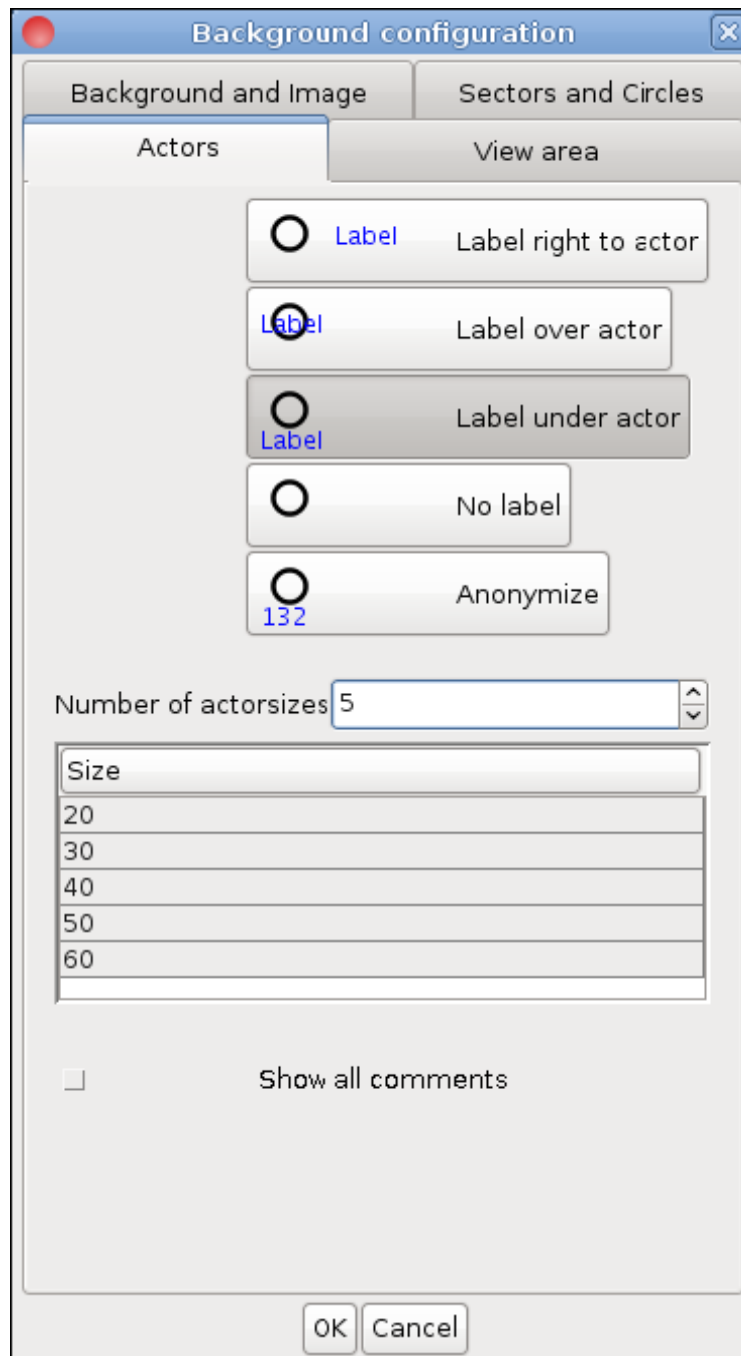 Background configuration
Background and Image Sectors and Circles
Actors View area
Label Label right to actor
Label Label over actor
Label Label under actor
No label
132 Anonymize
Number of actorsizes 5
Size
20
30
40
50
60
Show all comments
OK Cancel